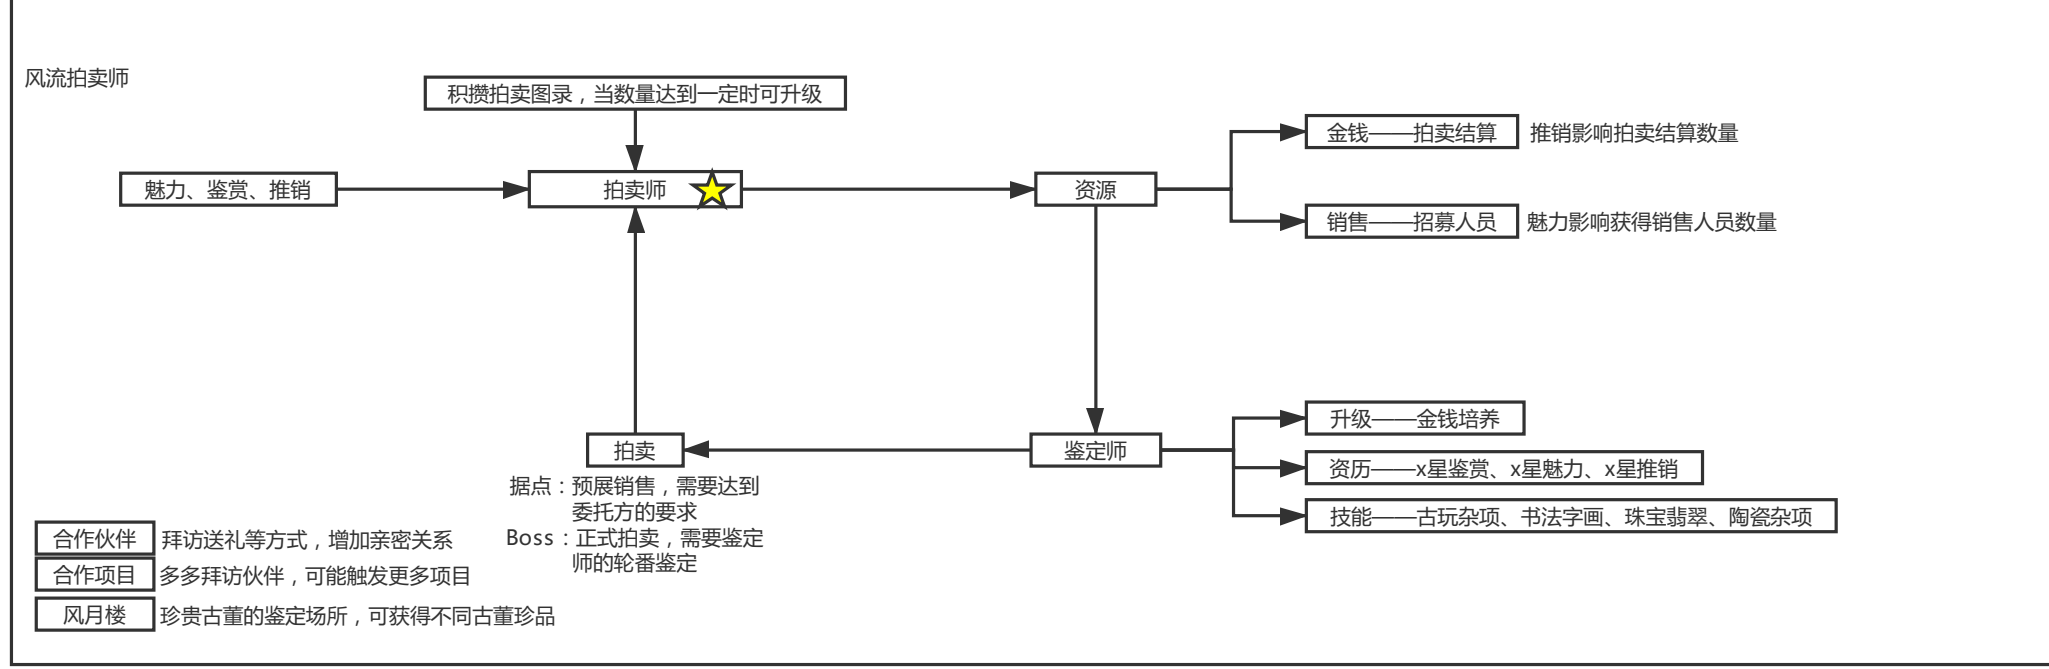 风流拍卖师
积攒拍卖图录，当数量达到一定时可升级
魅力、鉴赏、推销
拍卖师
资源
金钱——拍卖结算
推销影响拍卖结算数量
销售——招募人员
魅力影响获得销售人员数量
拍卖
鉴定师
升级——金钱培养
资历——x星鉴赏、x星魅力、x星推销
技能——古玩杂项、书法字画、珠宝翡翠、陶瓷杂项
据点：预展销售，需要达到
委托方的要求
Boss：正式拍卖，需要鉴定
师的轮番鉴定
合作伙伴
拜访送礼等方式，增加亲密关系
合作项目
多多拜访伙伴，可能触发更多项目
风月楼
珍贵古董的鉴定场所，可获得不同古董珍品